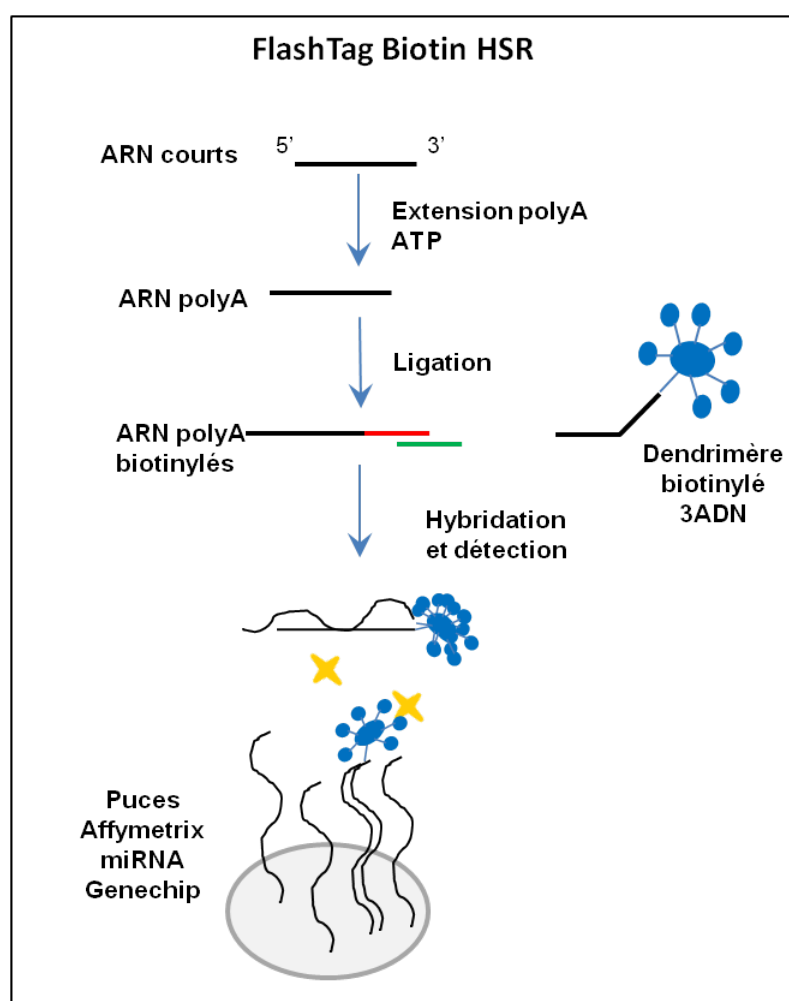 FlashTag Biotin HSR
ARN courts
5’
3’
Extension polyA
ATP
ARN polyA
Ligation
ARN polyA
biotinylés
Dendrimère
biotinylé
3ADN
Hybridation
et détection
Puces
Affymetrix
miRNA
Genechip